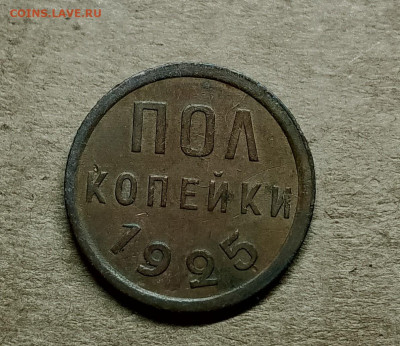 COINS.LAVE.RU
ПОЛ
КОПЕЙКИ
1925